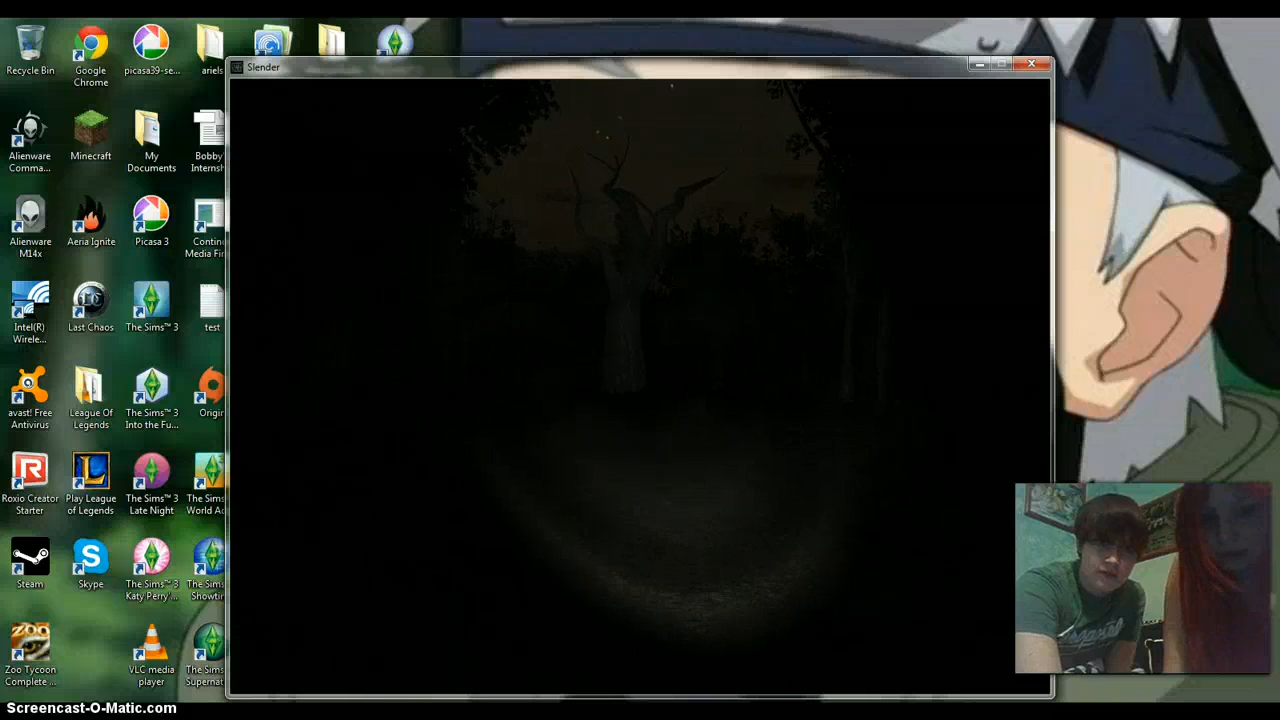 Slender
Recycle Bin
Google
Chrome
picasa39-se...
ariels
Alienware
Comma...
Minecraft
My
Documents
Bobby
Internsh
Alienware
M14x
Aeria Ignite
Picasa 3
Contin
Media Fi
Intel(R)
Wirele...
Last Chaos
The Sims™ 3
test
avast! Free
Antivirus
League Of
Legends
The Sims™ 3
Into the Fu...
Origi
Roxio Creator
Starter
Play League
of Legends
The Sims™ 3
Late Night
The Sims
World Ad
Steam
Skype
The Sims™ 3
Katy Perry'...
The Sims
Showti
ZOO
Zoo Tycoon
Complete ...
VLC media
player
The Sims
Supernat
Screencast-O-Matic.com